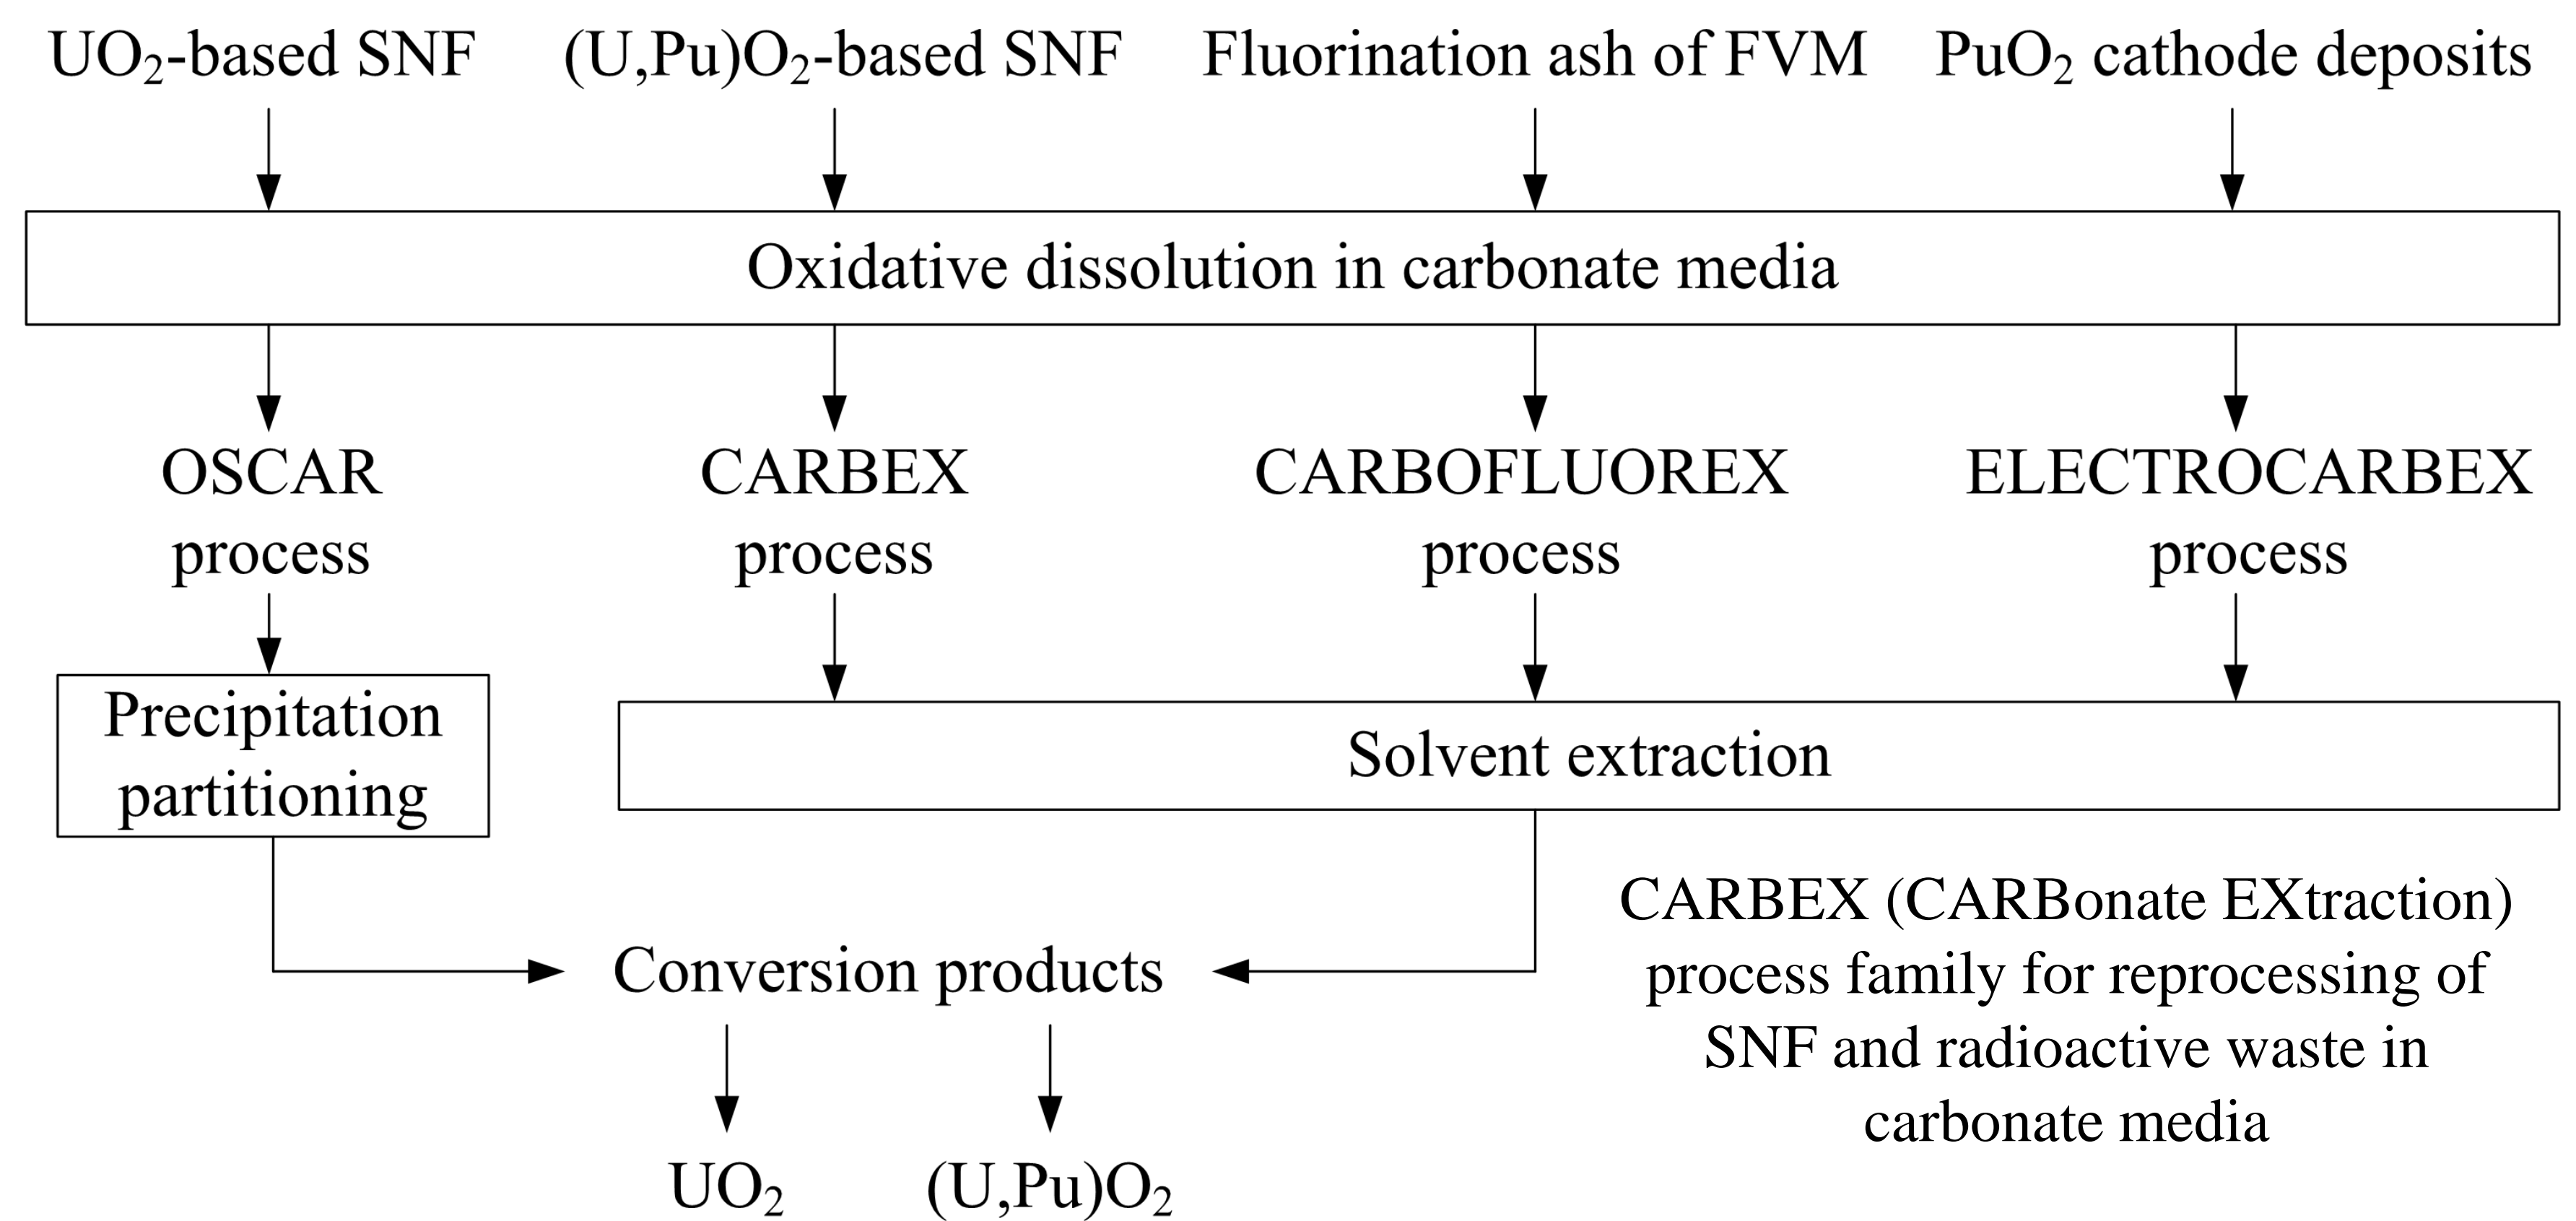 UO₂-based SNF
(U,Pu)O₂-based SNF
Fluorination ash of FVM
PuO₂ cathode deposits
Oxidative dissolution in carbonate media
OSCAR
process
CARBEX
process
CARBOFLUOREX
process
ELECTROCARBEX
process
Precipitation
partitioning
Solvent extraction
Conversion products
CARBEX (CARBonate EXtraction)
process family for reprocessing of
SNF and radioactive waste in
carbonate media
UO₂
(U,Pu)O₂